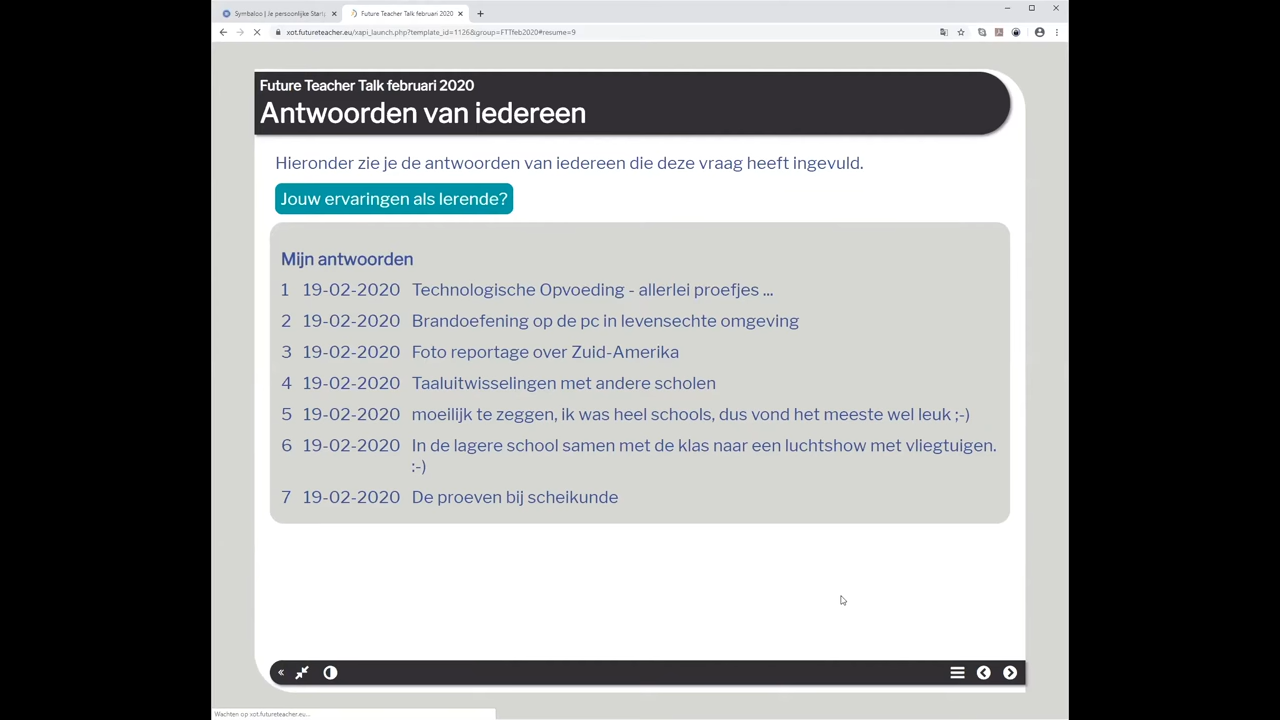 Symbaloo | Je persoonlijke Start
Future Teacher Talk februari 2020
xot.futureteacher.eu/xapi_launch.php?template_id=1126&group=FTTfeb2020#resume=9
Future Teacher Talk februari 2020
Antwoorden van iedereen
Hieronder zie je de antwoorden van iedereen die deze vraag heeft ingevuld.
Jouw ervaringen als lerende?
Mijn antwoorden
1 19-02-2020 Technologische Opvoeding - allerlei proefjes ...
2 19-02-2020 Brandoefening op de pc in levensechte omgeving
3 19-02-2020 Foto reportage over Zuid-Amerika
4 19-02-2020 Taaluitwisselingen met andere scholen
5 19-02-2020 moeilijk te zeggen, ik was heel schools, dus vond het meeste wel leuk ;-)
6 19-02-2020 In de lagere school samen met de klas naar een luchtshow met vliegtuigen.
:-)
7 19-02-2020 De proeven bij scheikunde
Wachten op xot.futureteacher.eu...